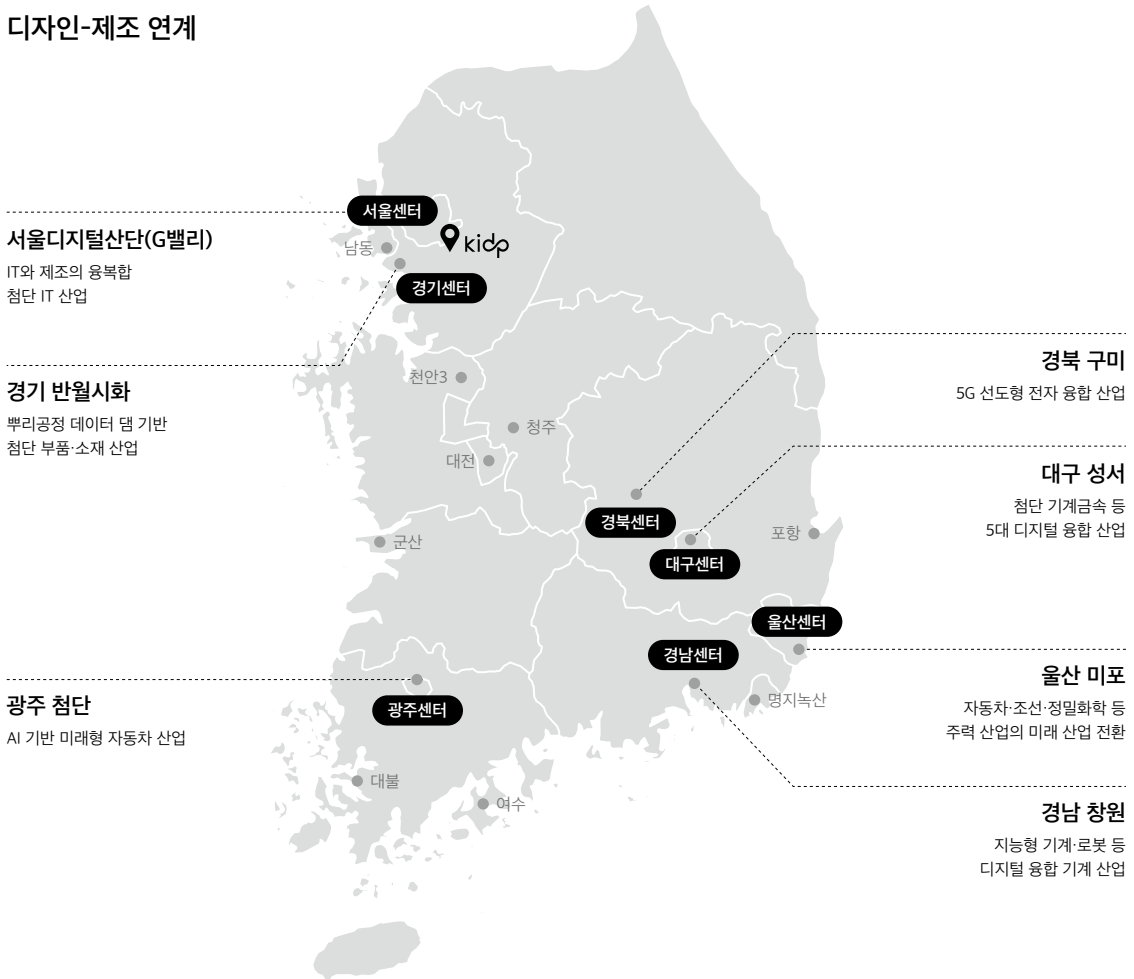 디자인-제조 연계
서울센터
kidp
남동
경기센터
서울디지털산단(G밸리)
IT와 제조의 융복합
첨단 IT 산업
경기 반월시화
뿌리공정 데이터 댐 기반
첨단 부품·소재 산업
천안3
청주
대전
경북 구미
5G 선도형 전자 융합 산업
경북센터
대구 성서
첨단 기계금속 등
5대 디지털 융합 산업
군산
포항
대구센터
울산센터
경남센터
울산 미포
자동차·조선·정밀화학 등
주력 산업의 미래 산업 전환
광주 첨단
AI 기반 미래형 자동차 산업
광주센터
명지녹산
대불
여수
경남 창원
지능형 기계·로봇 등
디지털 융합 기계 산업